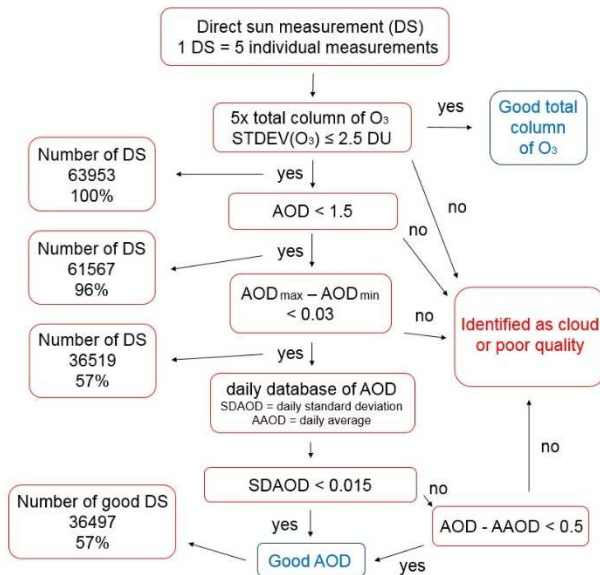 Direct sun measurement (DS)
1 DS = 5 individual measurements
5x total column of O₃
STDEV(O₃) ≤ 2.5 DU
yes
Good total
column
of O₃
Number of DS
63953
100%
yes
no
AOD < 1.5
no
Number of DS
61567
96%
yes
AODmax – AODmin
< 0.03
no
Identified as cloud
or poor quality
Number of DS
36519
57%
yes
daily database of AOD
SDAOD = daily standard deviation
AAOD = daily average
no
SDAOD < 0.015
no
Number of good DS
36497
57%
yes
AOD - AAOD < 0.5
Good AOD
yes